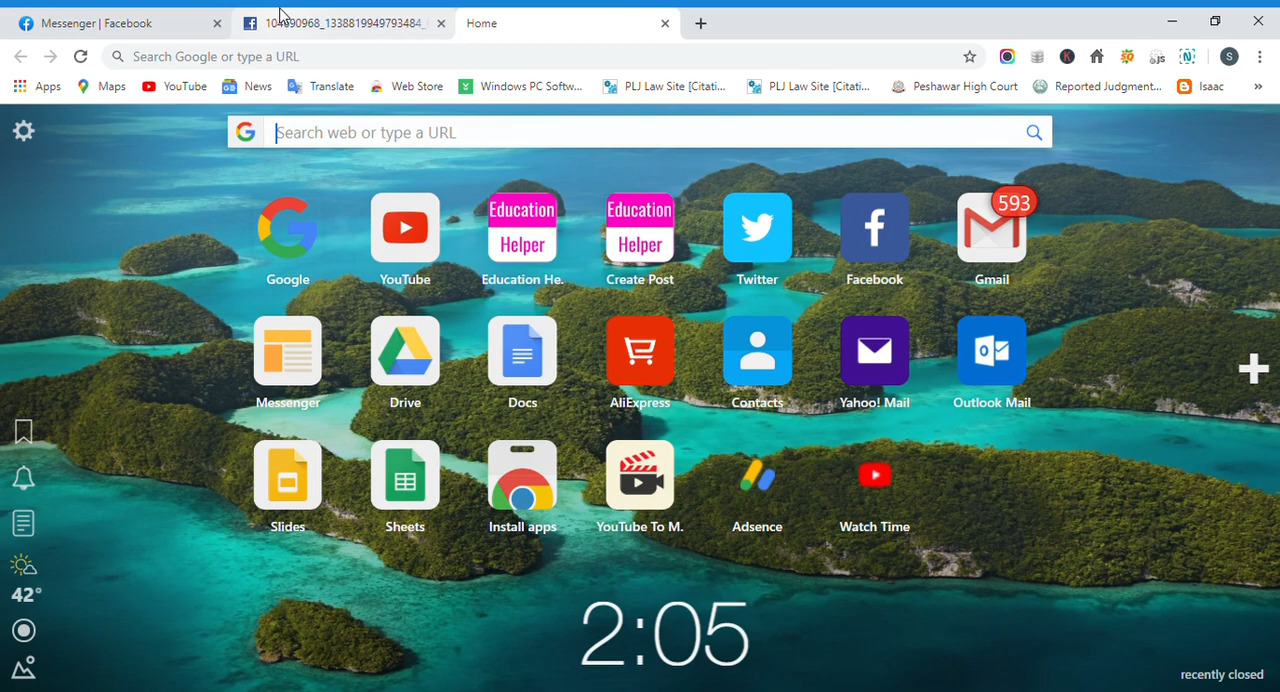 Messenger | Facebook
104690968_1338819949793484_
Home
Search Google or type a URL
Apps Maps YouTube News Translate Web Store Windows PC Softw... PLJ Law Site [Citati... PLJ Law Site [Citati... Peshawar High Court Reported Judgment... Isaac »
Search web or type a URL
Education Helper
Education Helper
593
Google YouTube Education He. Create Post Twitter Facebook Gmail
Messenger Drive Docs AliExpress Contacts Yahoo! Mail Outlook Mail
Slides Sheets Install apps YouTube To M. Adsence Watch Time
42°
2:05
recently closed